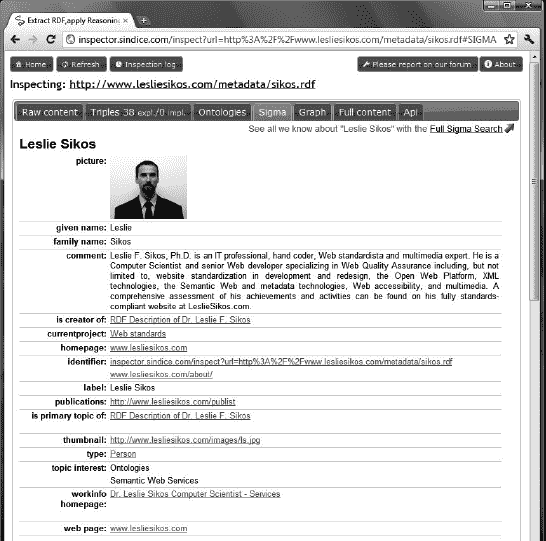 Extract RDF,apply Reasoning
inspector.sindice.com/inspect?url=http%3A%2F%2Fwww.lesliesikos.com/metadata/sikos.rdf#SIGMA
Home Refresh Inspection log Please report on our forum About
Inspecting: http://www.lesliesikos.com/metadata/sikos.rdf
Raw content Triples 38 expl./0 impl. Ontologies Sigma Graph Full content Api
See all we know about "Leslie Sikos" with the Full Sigma Search
Leslie Sikos
picture:
given name: Leslie
family name: Sikos
comment: Leslie F. Sikos, Ph.D. is an IT professional, hand coder, Web standardista and multimedia expert. He is a
Computer Scientist and senior Web developer specializing in Web Quality Assurance including, but not
limited to, website standardization in development and redesign, the Open Web Platform, XML
technologies, the Semantic Web and metadata technologies, Web accessibility, and multimedia. A
comprehensive assessment of his achievements and activities can be found on his fully standards-
compliant website at LeslieSikos.com.
is creator of: RDF Description of Dr. Leslie F. Sikos
currentproject: Web standards
homepage: www.lesliesikos.com
identifier: inspector.sindice.com/inspect?url=http%3A%2F%2Fwww.lesliesikos.com/metadata/sikos.rdf
www.lesliesikos.com/about/
label: Leslie Sikos
publications: http://www.lesliesikos.com/publist
is primary topic of: RDF Description of Dr. Leslie F. Sikos
thumbnail: http://www.lesliesikos.com/images/ls.jpg
type: Person
topic interest: Ontologies
Semantic Web Services
workinfo Dr. Leslie Sikos Computer Scientist - Services
homepage:
web page: www.lesliesikos.com